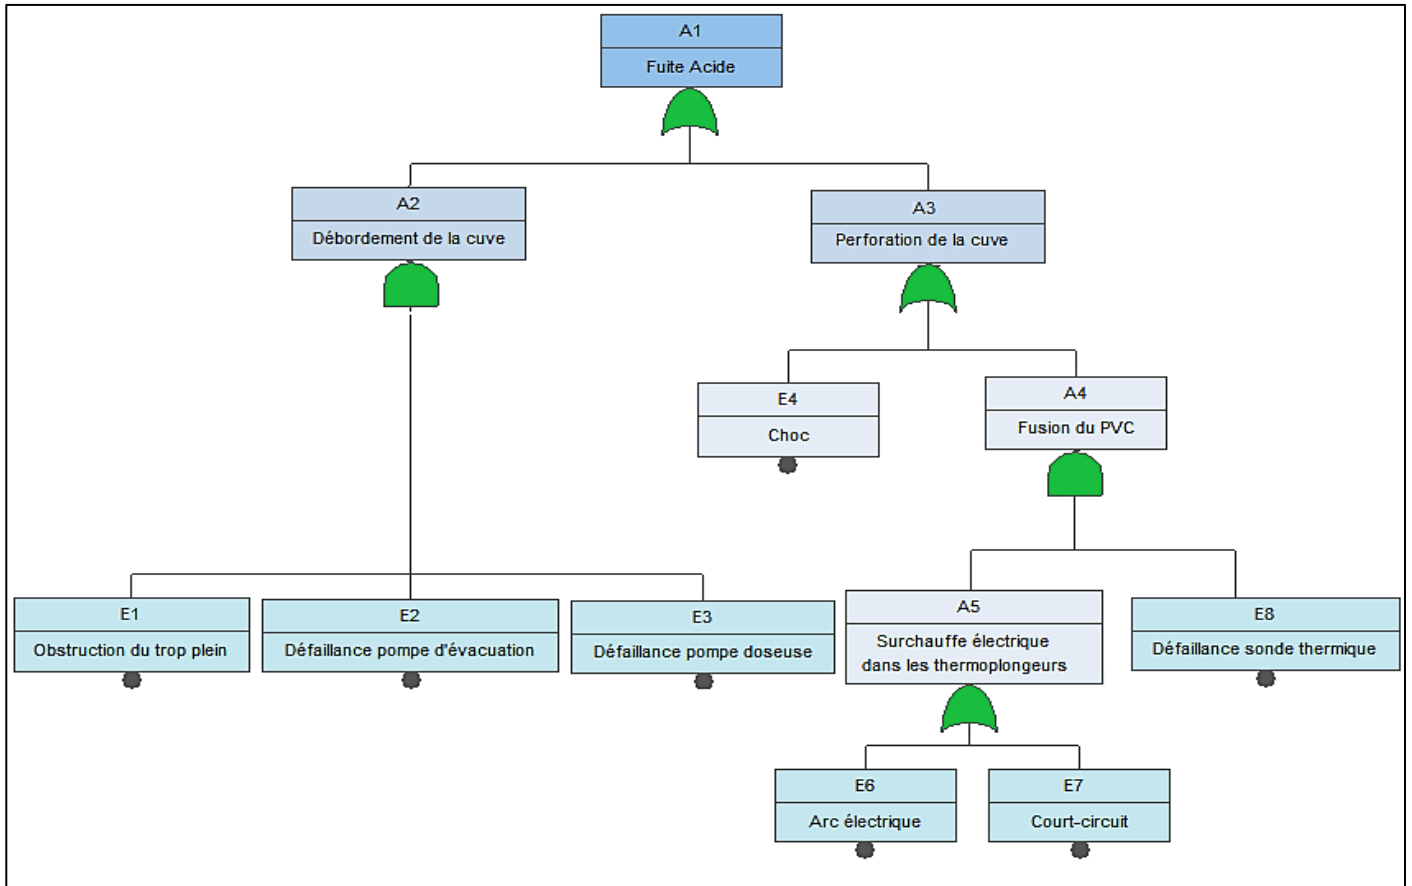 A1
Fuite Acide
A2
Débordement de la cuve
A3
Perforation de la cuve
E4
Choc
A4
Fusion du PVC
E1
Obstruction du trop plein
E2
Défaillance pompe d'évacuation
E3
Défaillance pompe doseuse
A5
Surchauffe électrique
dans les thermoplongeurs
E8
Défaillance sonde thermique
E6
Arc électrique
E7
Court-circuit